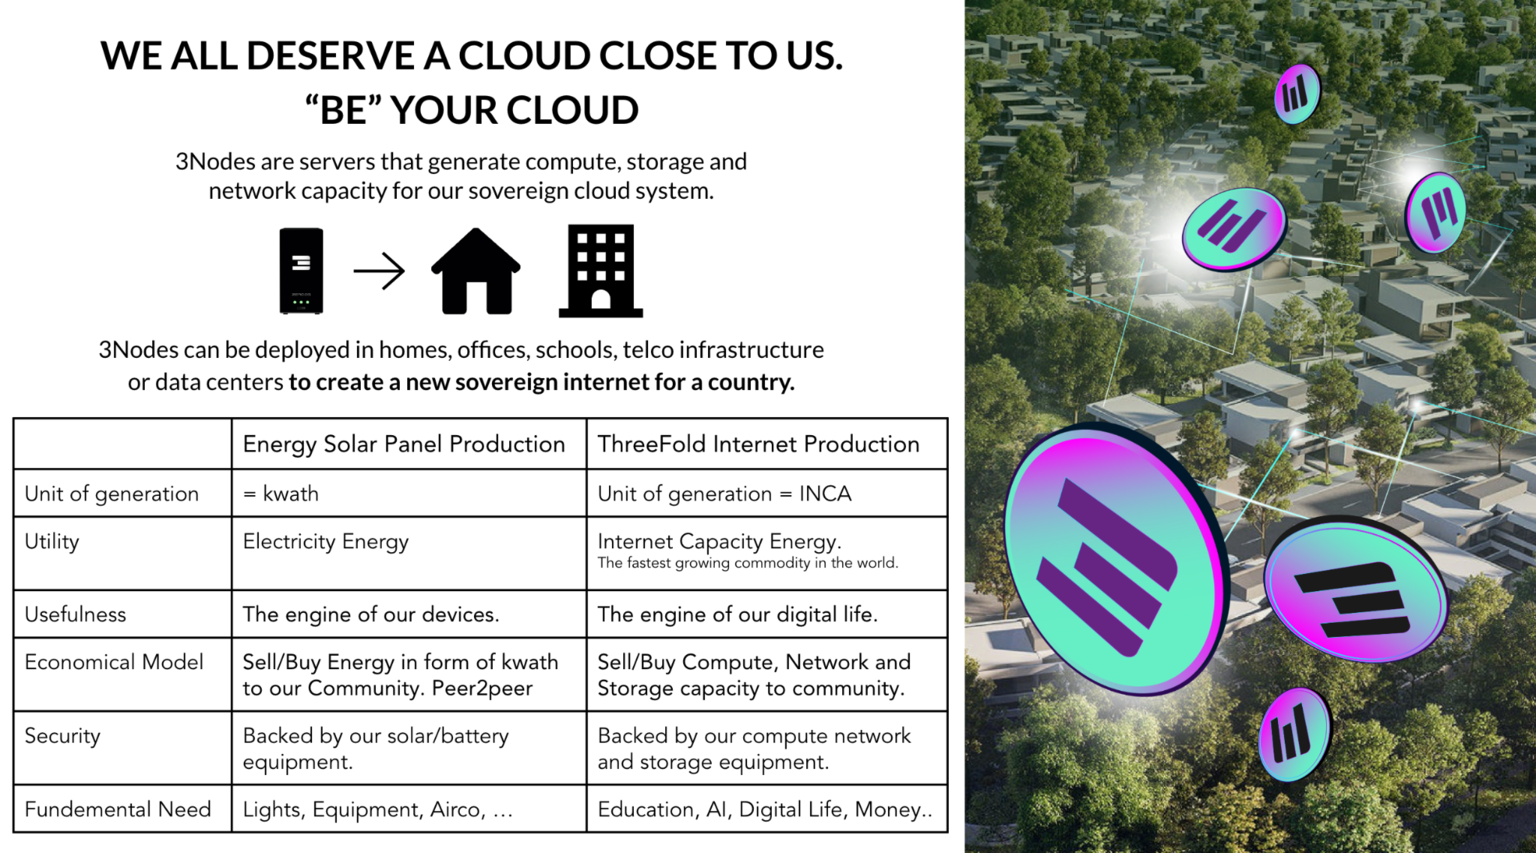 WE ALL DESERVE A CLOUD CLOSE TO US.
“BE” YOUR CLOUD
3Nodes are servers that generate compute, storage and
network capacity for our sovereign cloud system.
3Nodes can be deployed in homes, offices, schools, telco infrastructure
or data centers to create a new sovereign internet for a country.
Energy Solar Panel Production
ThreeFold Internet Production
Unit of generation
= kwath
Unit of generation = INCA
Utility
Electricity Energy
Internet Capacity Energy.
The fastest growing commodity in the world.
Usefulness
The engine of our devices.
The engine of our digital life.
Economical Model
Sell/Buy Energy in form of kwath
to our Community. Peer2peer
Sell/Buy Compute, Network and
Storage capacity to community.
Security
Backed by our solar/battery
equipment.
Backed by our compute network
and storage equipment.
Fundemental Need
Lights, Equipment, Airco, …
Education, AI, Digital Life, Money..